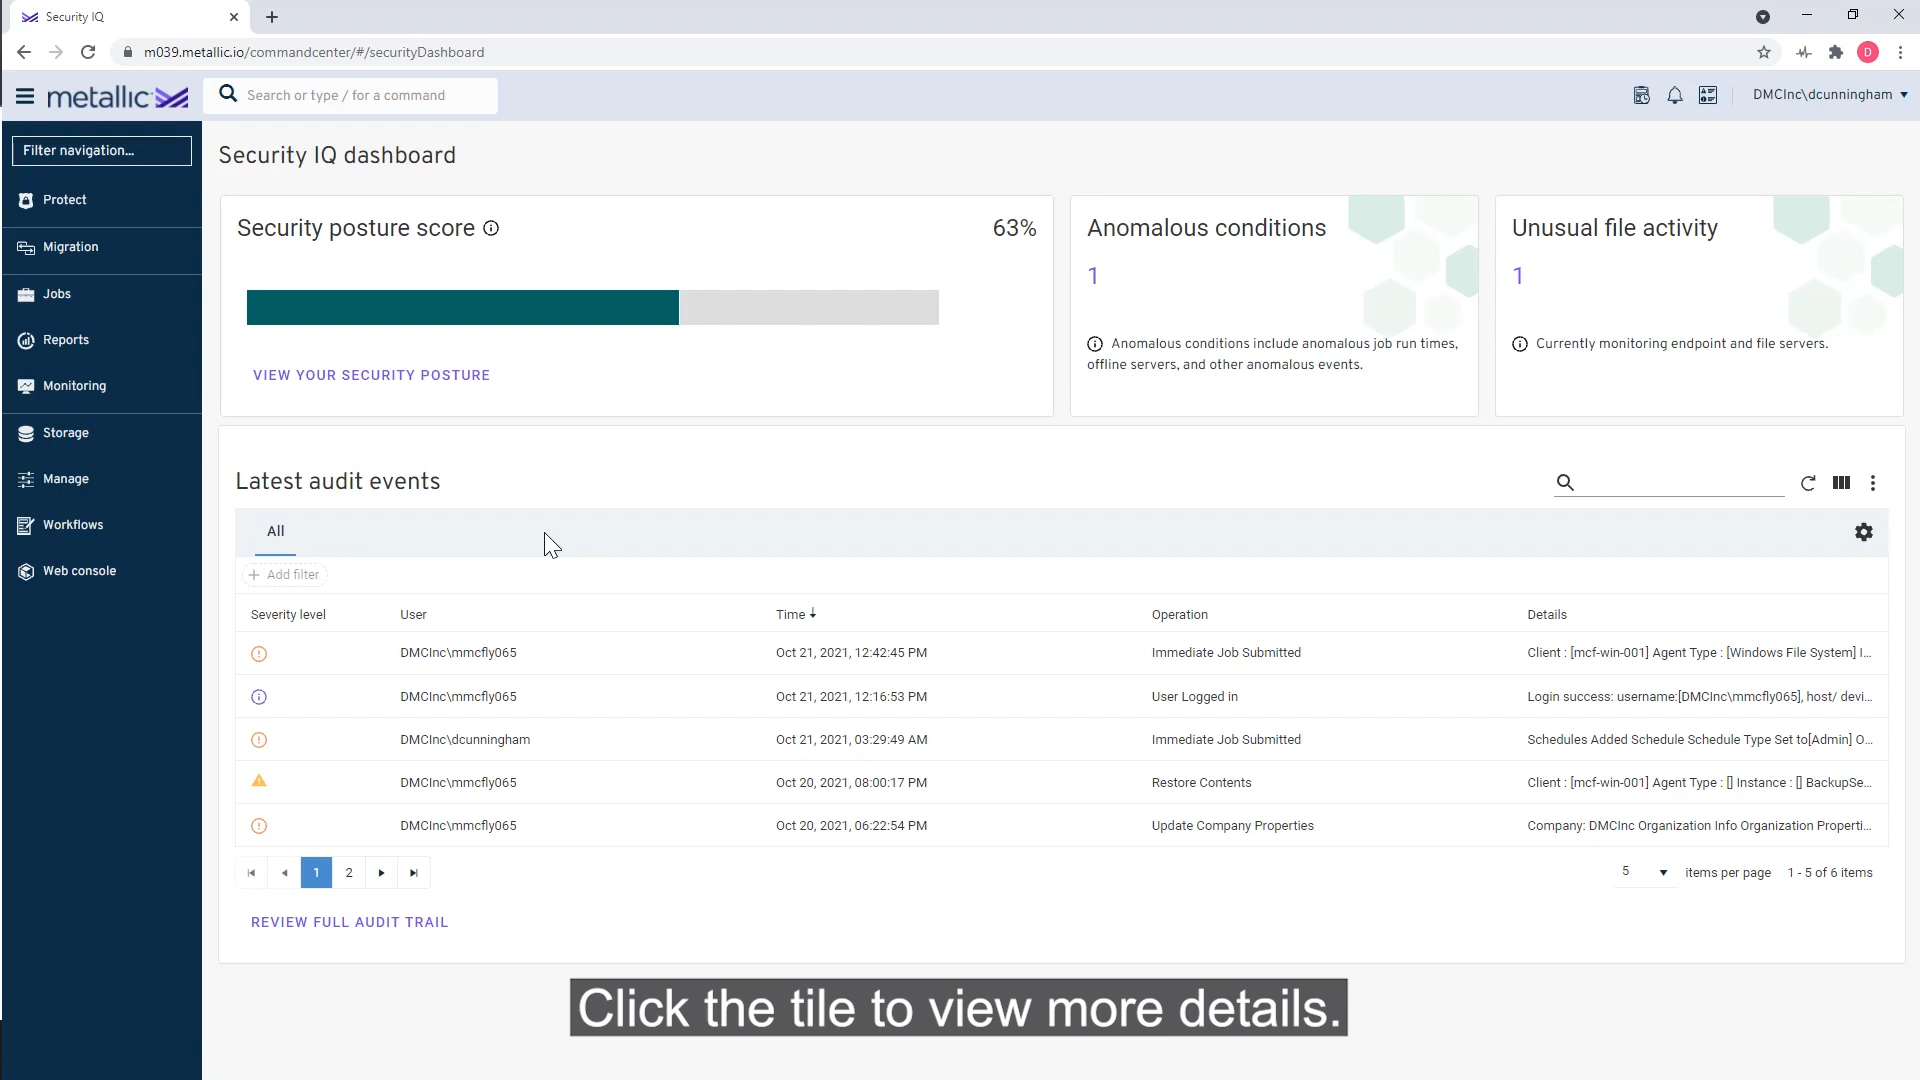 Security IQ
m039.metallic.io/commandcenter/#/securityDashboard
D
metallic
Search or type / for a command
DMCInc\dcunningham
Filter navigation...
Protect
Migration
Jobs
Reports
Monitoring
Storage
Manage
Workflows
Web console
Security IQ dashboard
Security posture score
63%
VIEW YOUR SECURITY POSTURE
Anomalous conditions
1
Anomalous conditions include anomalous job run times,
offline servers, and other anomalous events.
Unusual file activity
1
Currently monitoring endpoint and file servers.
Latest audit events
All
Add filter
Severity level User Time Operation Details
DMCInc\mmcfly065 Oct 21, 2021, 12:42:45 PM Immediate Job Submitted Client : [mcf-win-001] Agent Type : [Windows File System] I...
DMCInc\mmcfly065 Oct 21, 2021, 12:16:53 PM User Logged in Login success: username:[DMCInc\mmcfly065], host/ devi...
DMCInc\dcunningham Oct 21, 2021, 03:29:49 AM Immediate Job Submitted Schedules Added Schedule Schedule Type Set to[Admin] O...
DMCInc\mmcfly065 Oct 20, 2021, 08:00:17 PM Restore Contents Client : [mcf-win-001] Agent Type : [] Instance : [] BackupSe...
DMCInc\mmcfly065 Oct 20, 2021, 06:22:54 PM Update Company Properties Company: DMCInc Organization Info Organization Properti...
1 2
5 items per page 1 - 5 of 6 items
REVIEW FULL AUDIT TRAIL
Click the tile to view more details.